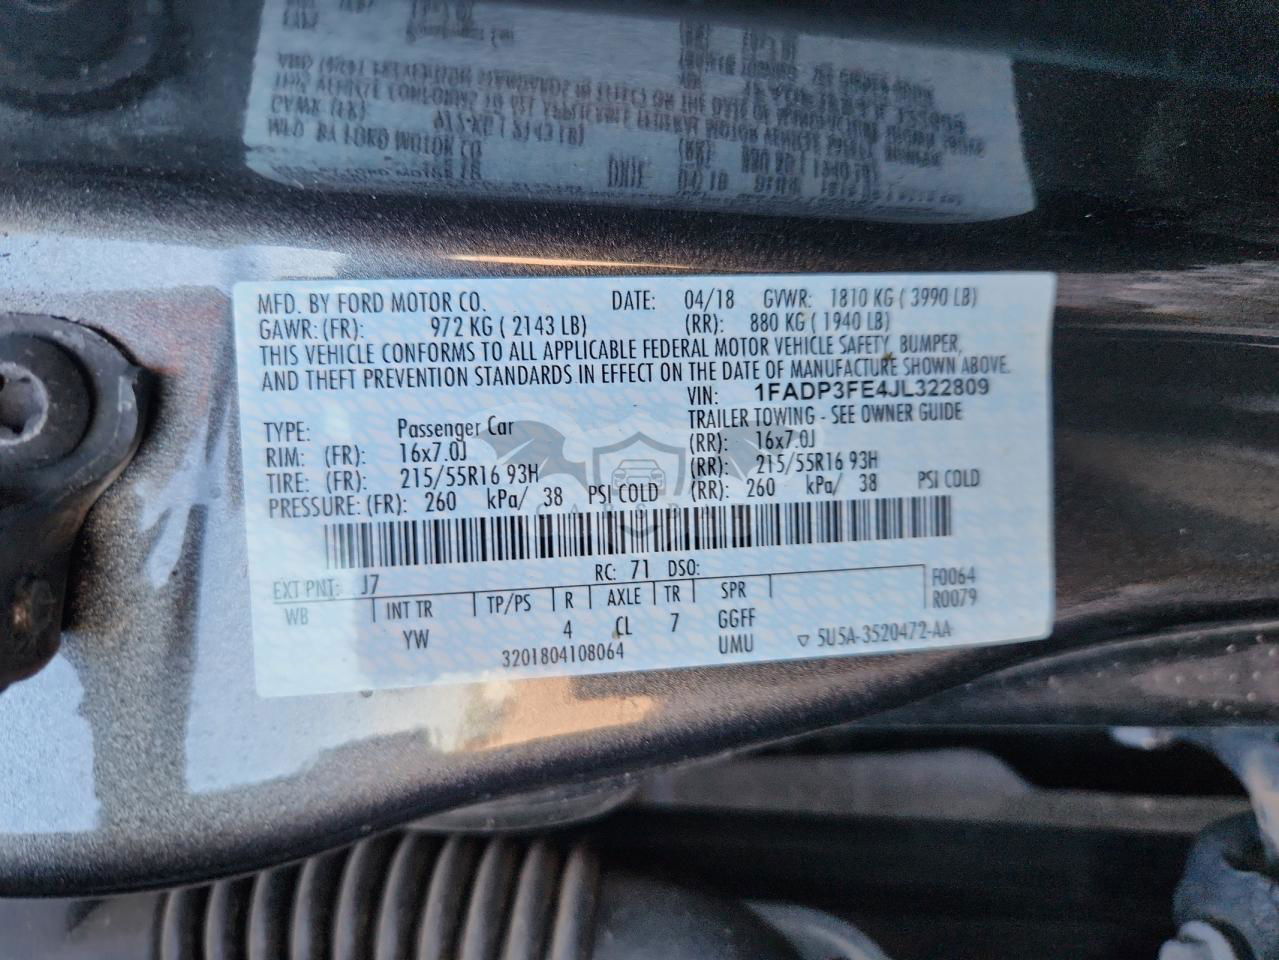 MFD. BY FORD MOTOR CO. DATE: 04/18 GVWR: 1810 KG ( 3990 LB)
GAWR: (FR): 972 KG ( 2143 LB) (RR): 880 KG ( 1940 LB)
THIS VEHICLE CONFORMS TO ALL APPLICABLE FEDERAL MOTOR VEHICLE SAFETY, BUMPER,
AND THEFT PREVENTION STANDARDS IN EFFECT ON THE DATE OF MANUFACTURE SHOWN ABOVE.
VIN: 1FADP3FE4JL322809
TYPE: Passenger Car TRAILER TOWING - SEE OWNER GUIDE
RIM: (FR): 16x7.0J (RR): 16x7.0J
TIRE: (FR): 215/55R16 93H (RR): 215/55R16 93H
PRESSURE: (FR): 260 kPa/ 38 PSI COLD (RR): 260 kPa/ 38 PSI COLD
EXT PNT: J7 RC: 71 DSO:
WB INT TR TP/PS R AXLE TR SPR F0064
R0079
YW 4 CL 7 GGFF
3201804108064 UMU ▽ 5U5A-3520472-AA